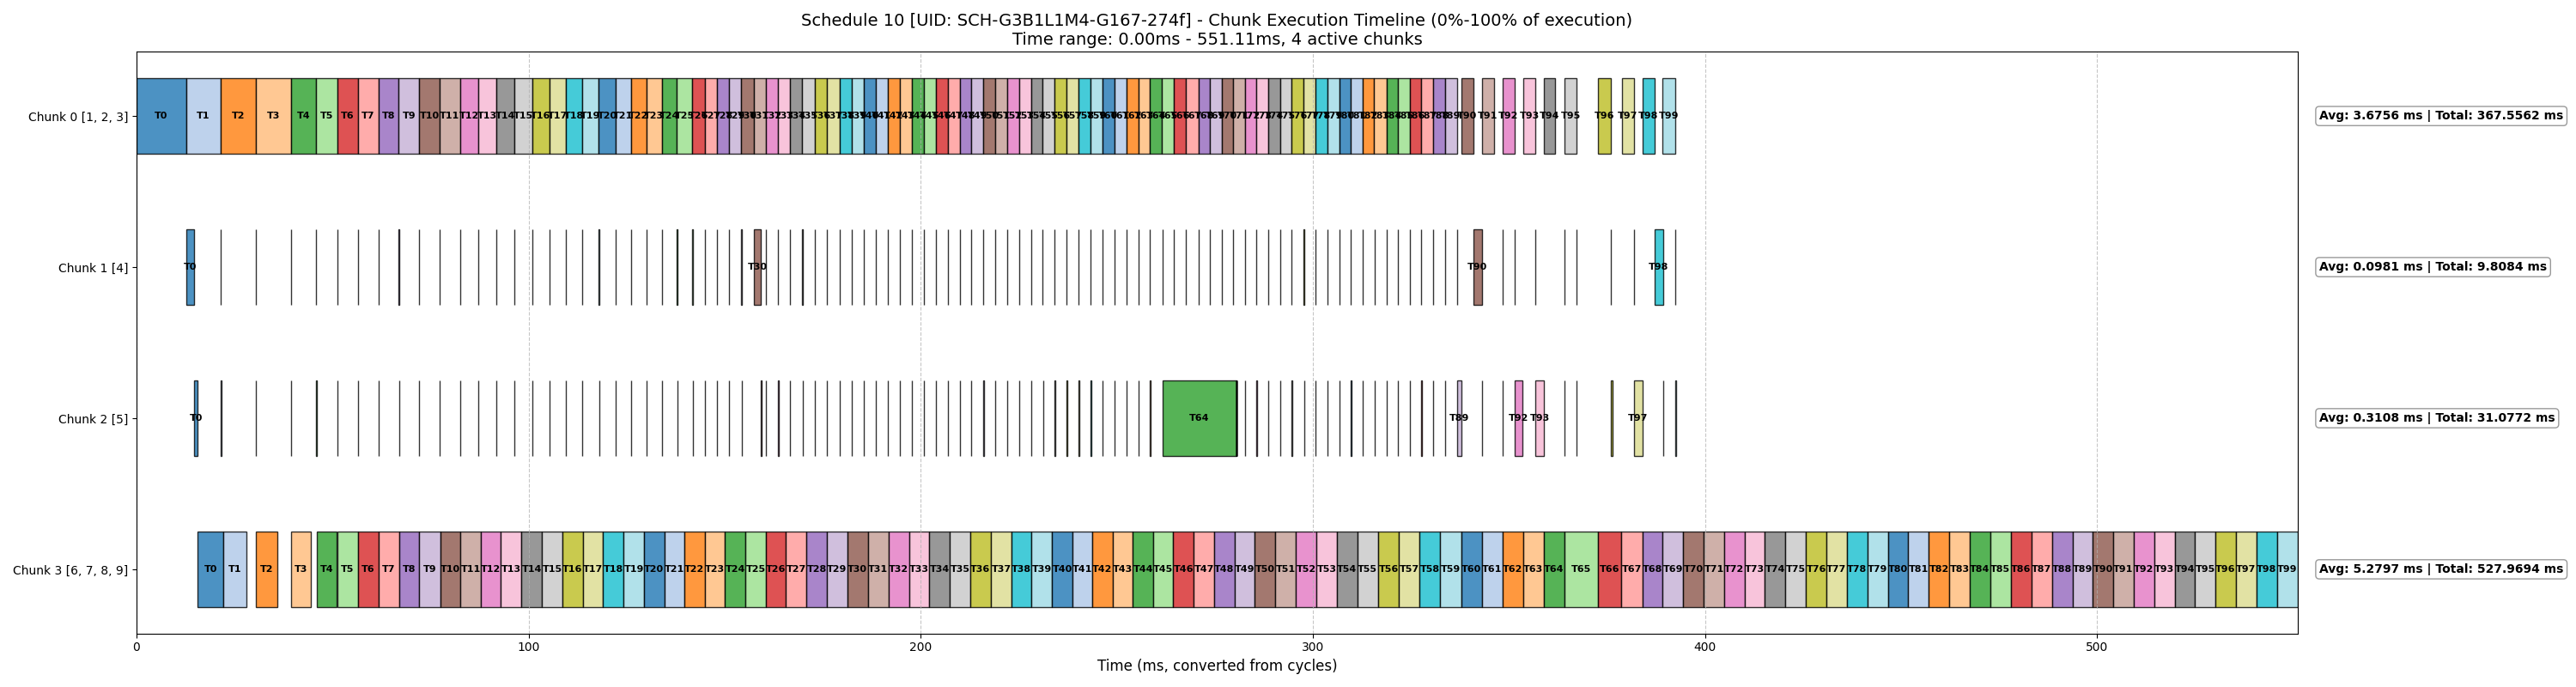 Schedule 10 [UID: SCH-G3B1L1M4-G167-274f] - Chunk Execution Timeline (0%-100% of execution)
Time range: 0.00ms - 551.11ms, 4 active chunks
Chunk 0 [1, 2, 3]
T0 T1 T2 T3 T4 T5 T6 T7 T8 T9 T10 T11 T12 T13 T14 T15 T16 T17 T18 T19 T20 T21 T22 T23 T24 T25 T90 T91 T92 T93 T94 T95 T96 T97 T98 T99
Avg: 3.6756 ms | Total: 367.5562 ms
Chunk 1 [4]
T0 T30 T90 T98
Avg: 0.0981 ms | Total: 9.8084 ms
Chunk 2 [5]
T0 T64 T89 T92 T93 T97
Avg: 0.3108 ms | Total: 31.0772 ms
Chunk 3 [6, 7, 8, 9]
T0 T1 T2 T3 T4 T5 T6 T7 T8 T9 T10 T11 T12 T13 T14 T15 T16 T17 T18 T19 T20 T21 T22 T23 T24 T25 T26 T27 T28 T29 T30 T31 T32 T33 T34 T35 T36 T37 T38 T39 T40 T41 T42 T43 T44 T45 T46 T47 T48 T49 T50 T51 T52 T53 T54 T55 T56 T57 T58 T59 T60 T61 T62 T63 T64 T65 T66 T67 T68 T69 T70 T71 T72 T73 T74 T75 T76 T77 T78 T79 T80 T81 T82 T83 T84 T85 T86 T87 T88 T89 T90 T91 T92 T93 T94 T95 T96 T97 T98 T99
Avg: 5.2797 ms | Total: 527.9694 ms
0 100 200 300 400 500
Time (ms, converted from cycles)